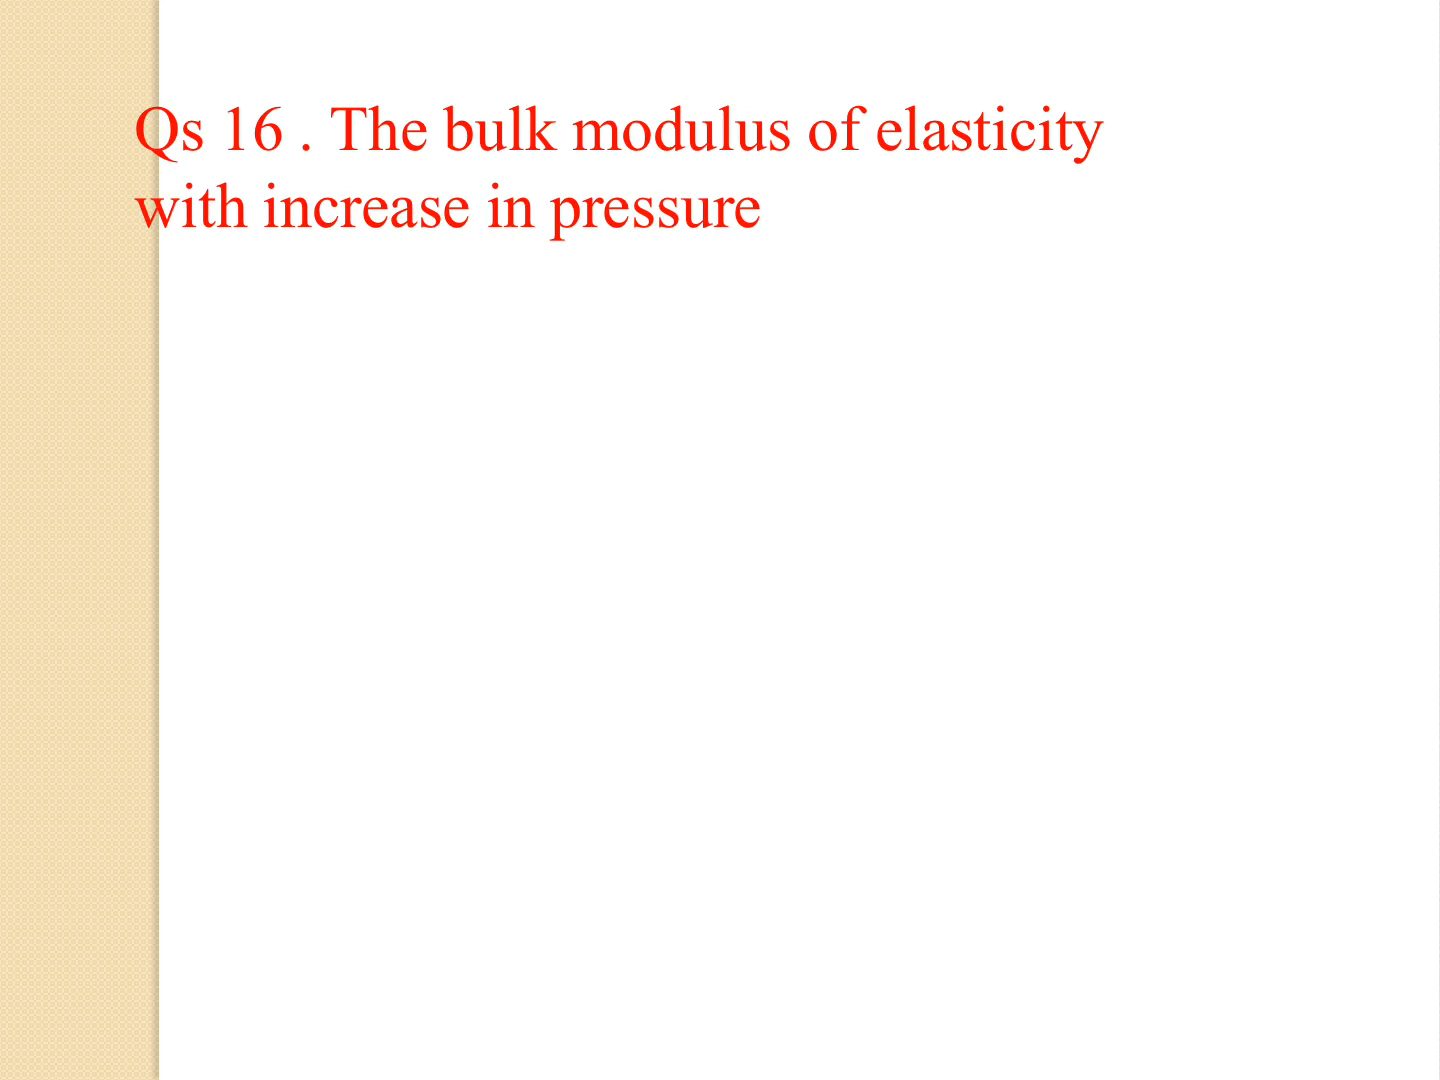 Qs 16 . The bulk modulus of elasticity
with increase in pressure